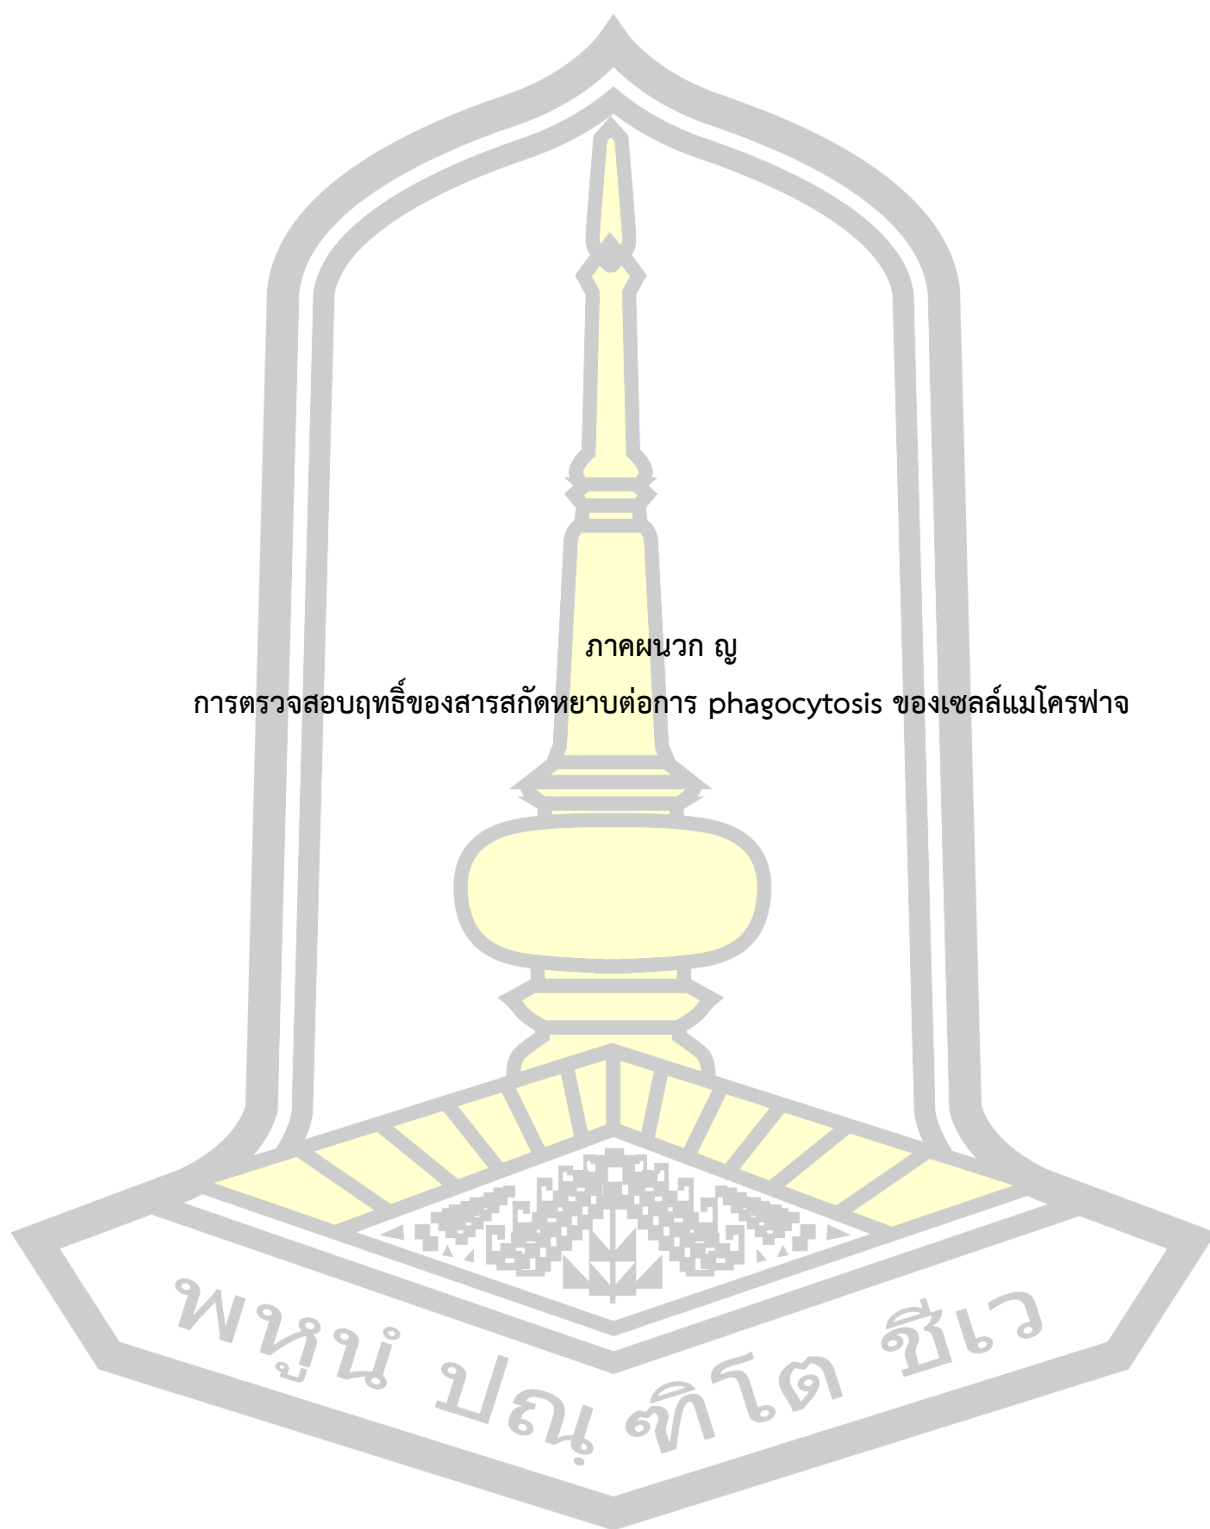 ภาคผนวก ญ
การตรวจสอบฤทธิ์ของสารสกัดหยาบต่อการ phagocytosis ของเซลล์แมโครฟาจ
พหูนํ ปณฺฑิโต ชีเว